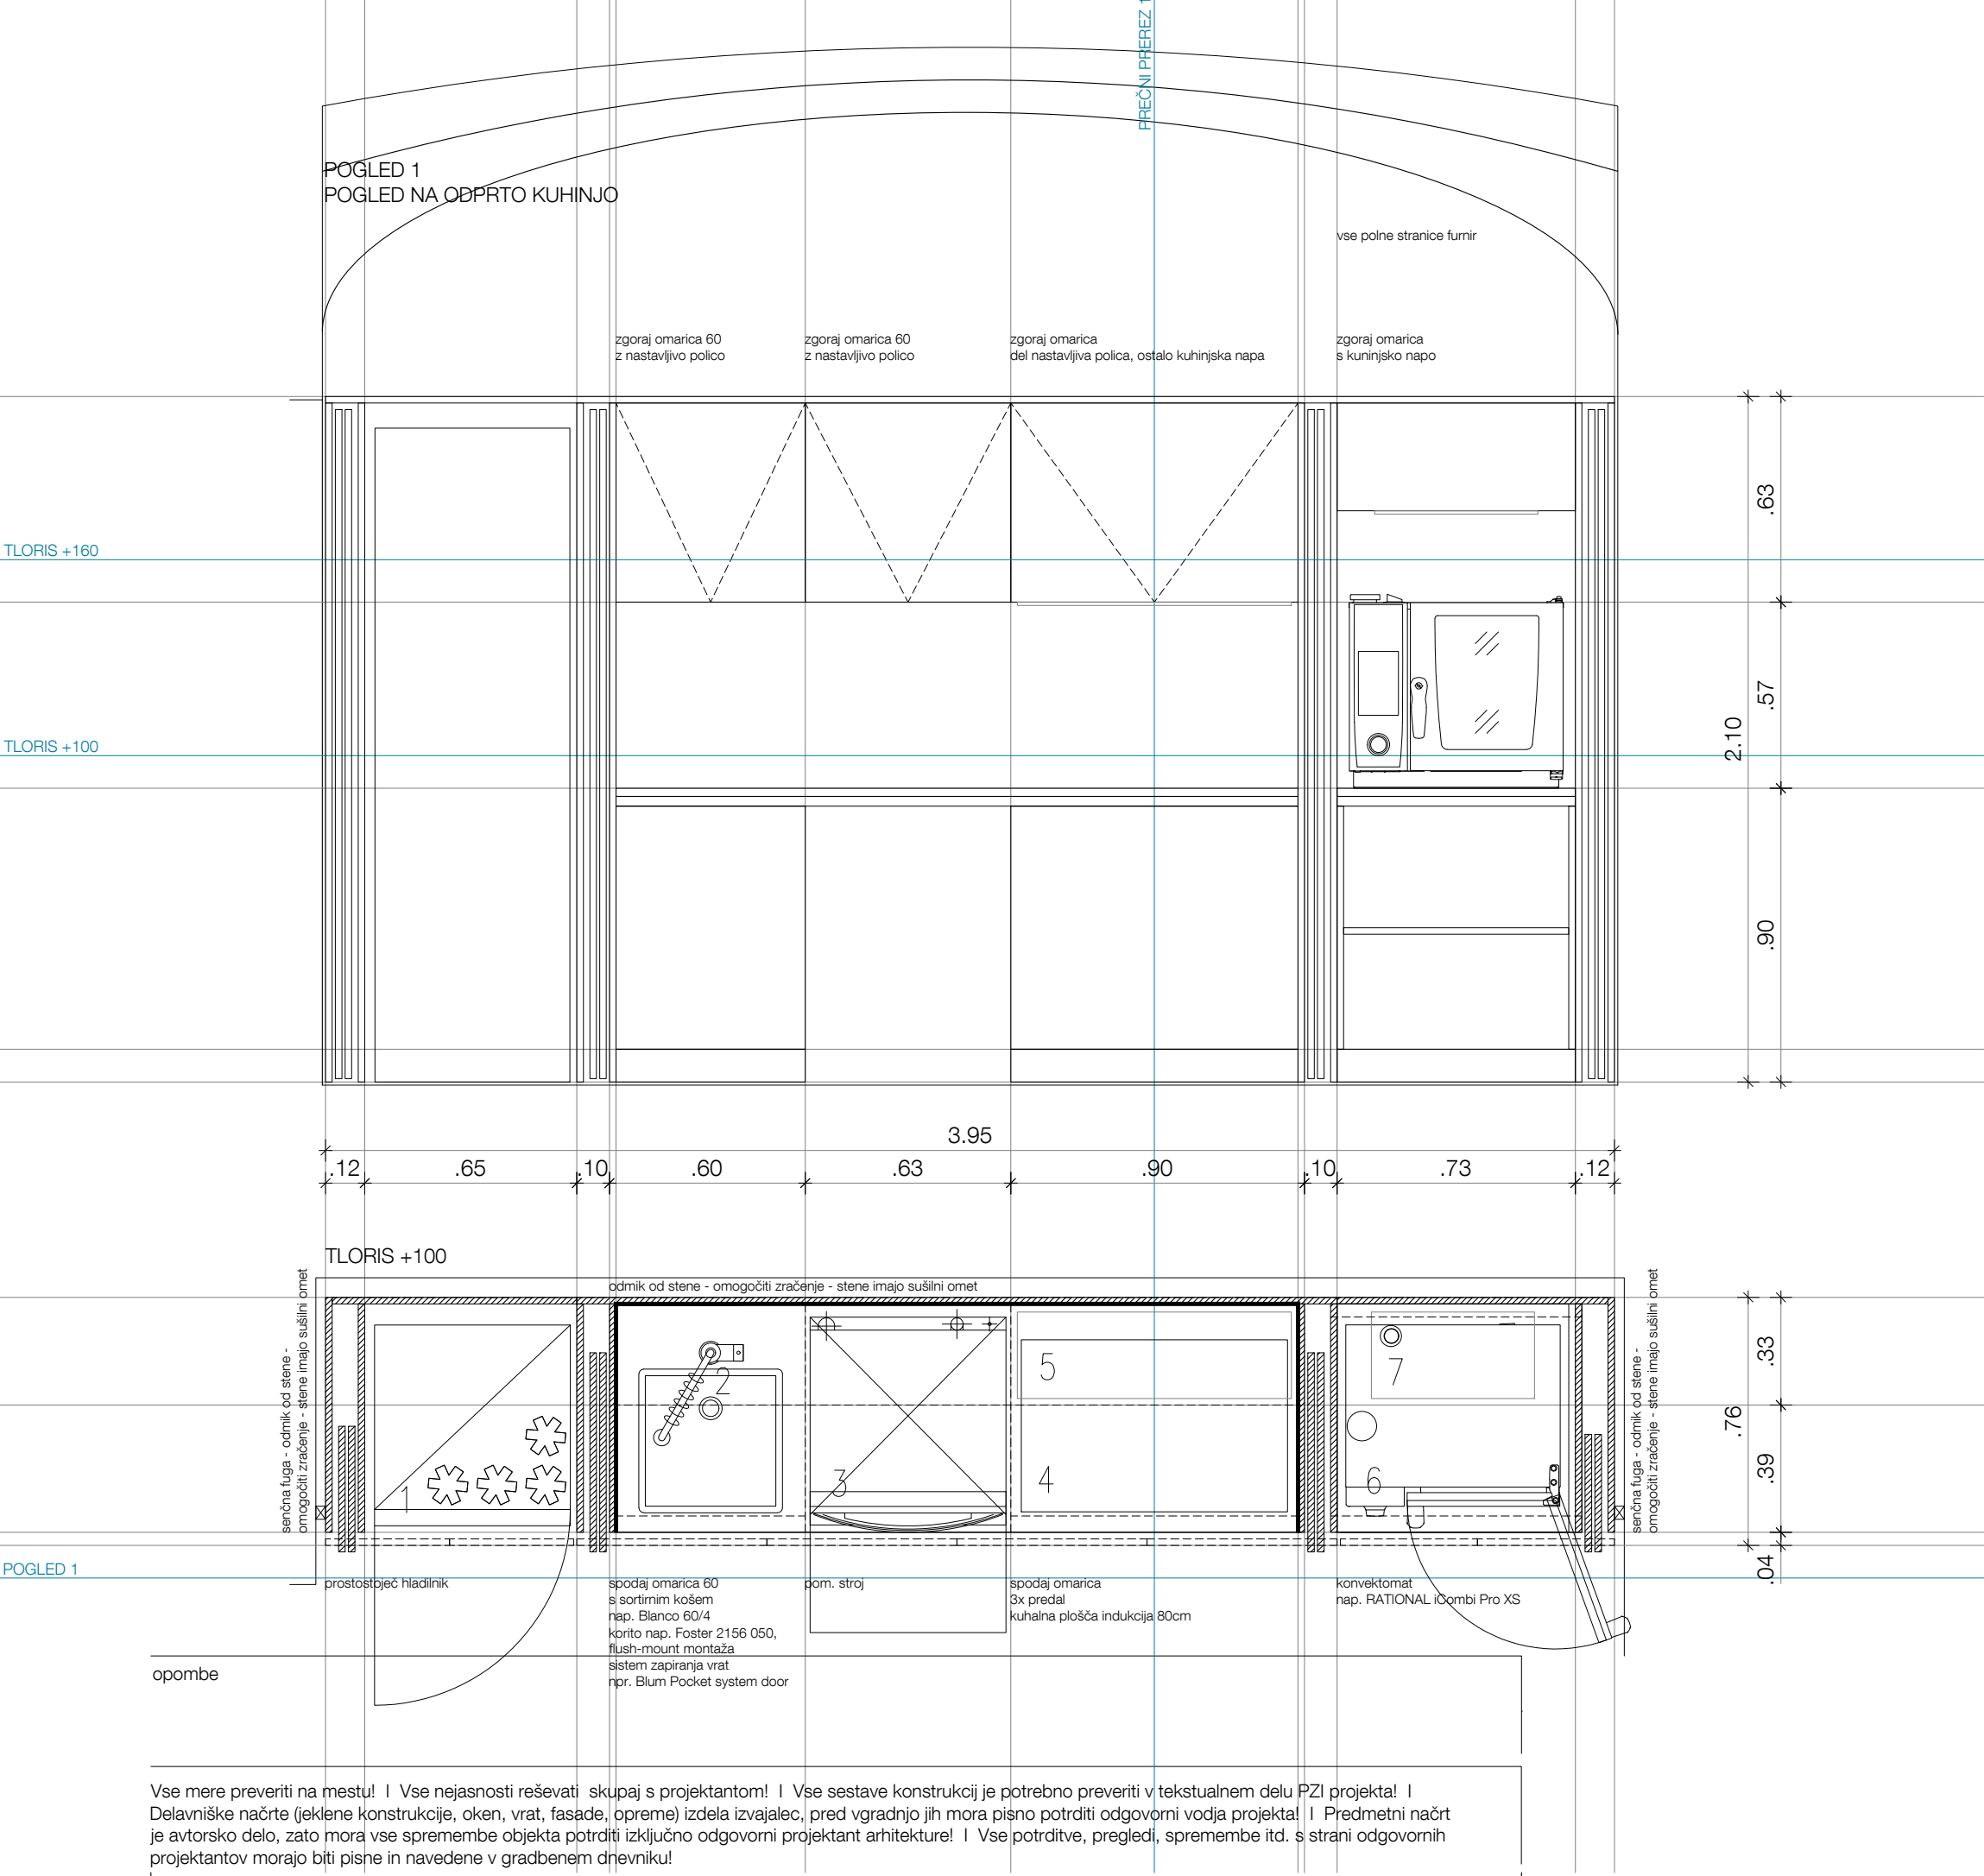 PREČNI PREREZ 1
POGLED 1
POGLED NA ODPRTO KUHINJO
vse polne stranice furnir
zgoraj omarica 60
z nastavljivo polico
zgoraj omarica 60
z nastavljivo polico
zgoraj omarica
del nastavljiva polica, ostalo kuhinjska napa
zgoraj omarica
s kuninjsko napo
TLORIS +160
TLORIS +100
.63
.57
2.10
.90
3.95
.12 .65 .10 .60 .63 .90 .10 .73 .12
TLORIS +100
odmik od stene - omogočiti zračenje - stene imajo sušilni omet
senčna fuga - odmik od stene -
omogočiti zračenje - stene imajo sušilni omet
1
2
3
4
5
6
7
senčna fuga - odmik od stene -
omogočiti zračenje - stene imajo sušilni omet
.33
.76
.39
.04
POGLED 1
prostostoječ hladilnik
spodaj omarica 60
s sortirnim košem
nap. Blanco 60/4
korito nap. Foster 2156 050,
flush-mount montaža
sistem zapiranja vrat
npr. Blum Pocket system door
pom. stroj
spodaj omarica
3x predal
kuhalna plošča indukcija 80cm
konvektomat
nap. RATIONAL iCombi Pro XS
opombe
Vse mere preveriti na mestu! I Vse nejasnosti reševati skupaj s projektantom! I Vse sestave konstrukcij je potrebno preveriti v tekstualnem delu PZI projekta! I
Delavniške načrte (jeklene konstrukcije, oken, vrat, fasade, opreme) izdela izvajalec, pred vgradnjo jih mora pisno potrditi odgovorni vodja projekta! I Predmetni načrt
je avtorsko delo, zato mora vse spremembe objekta potrditi izključno odgovorni projektant arhitekture! I Vse potrditve, pregledi, spremembe itd. s strani odgovornih
projektantov morajo biti pisne in navedene v gradbenem dnevniku!